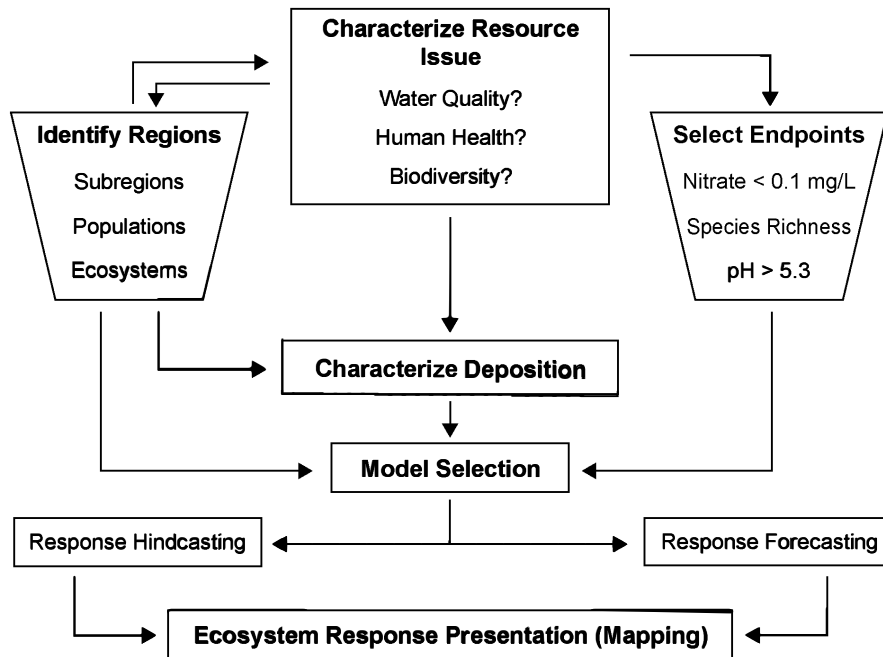 Characterize Resource
Issue
Water Quality?
Human Health?
Biodiversity?
Identify Regions
Subregions
Populations
Ecosystems
Select Endpoints
Nitrate < 0.1 mg/L
Species Richness
pH > 5.3
Characterize Deposition
Model Selection
Response Hindcasting
Response Forecasting
Ecosystem Response Presentation (Mapping)